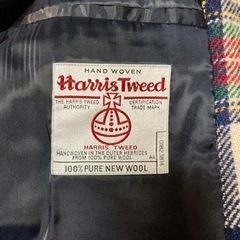 HAND WOVEN
Harris Tweed
THE HARRIS TWEED CERTIFICATION
AUTHORITY TRADE MARK
HARRIS TWEED
HANDWOVEN IN THE OUTER HEBRIDES
FROM 100% PURE WOOL
100% PURE NEW WOOL